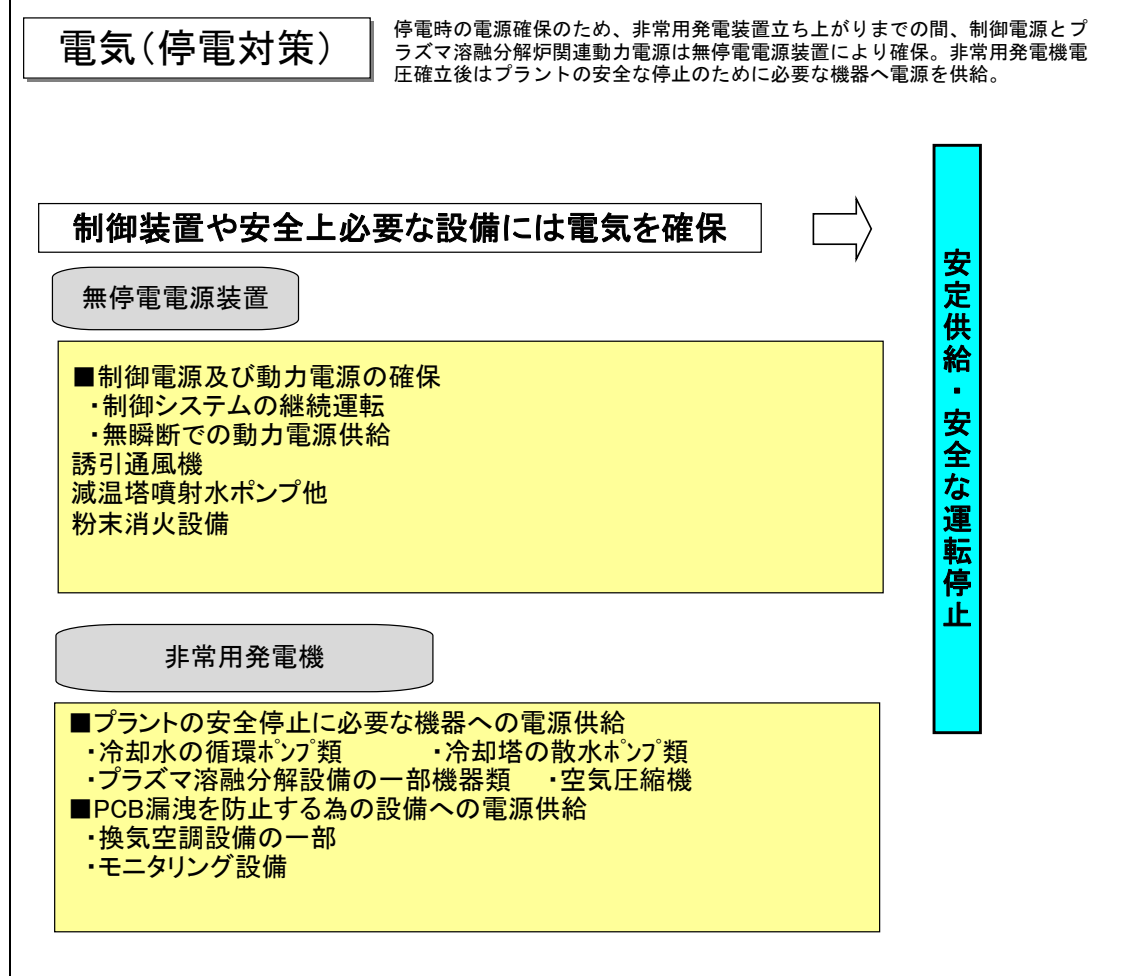 電気(停電対策)
停電時の電源確保のため、非常用発電装置立ち上がりまでの間、制御電源とプ
ラズマ溶融分解炉関連動力電源は無停電電源装置により確保。非常用発電機電
圧確立後はプラントの安全な停止のために必要な機器へ電源を供給。
制御装置や安全上必要な設備には電気を確保
無停電電源装置
■制御電源及び動力電源の確保
・制御システムの継続運転
・無瞬断での動力電源供給
誘引通風機
減温塔噴射水ポンプ他
粉末消火設備
非常用発電機
■プラントの安全停止に必要な機器への電源供給
・冷却水の循環ﾎﾟﾝﾌﾟ類 ・冷却塔の散水ﾎﾟﾝﾌﾟ類
・プラズマ溶融分解設備の一部機器類 ・空気圧縮機
■PCB漏洩を防止する為の設備への電源供給
・換気空調設備の一部
・モニタリング設備
安定供給・安全な運転停止